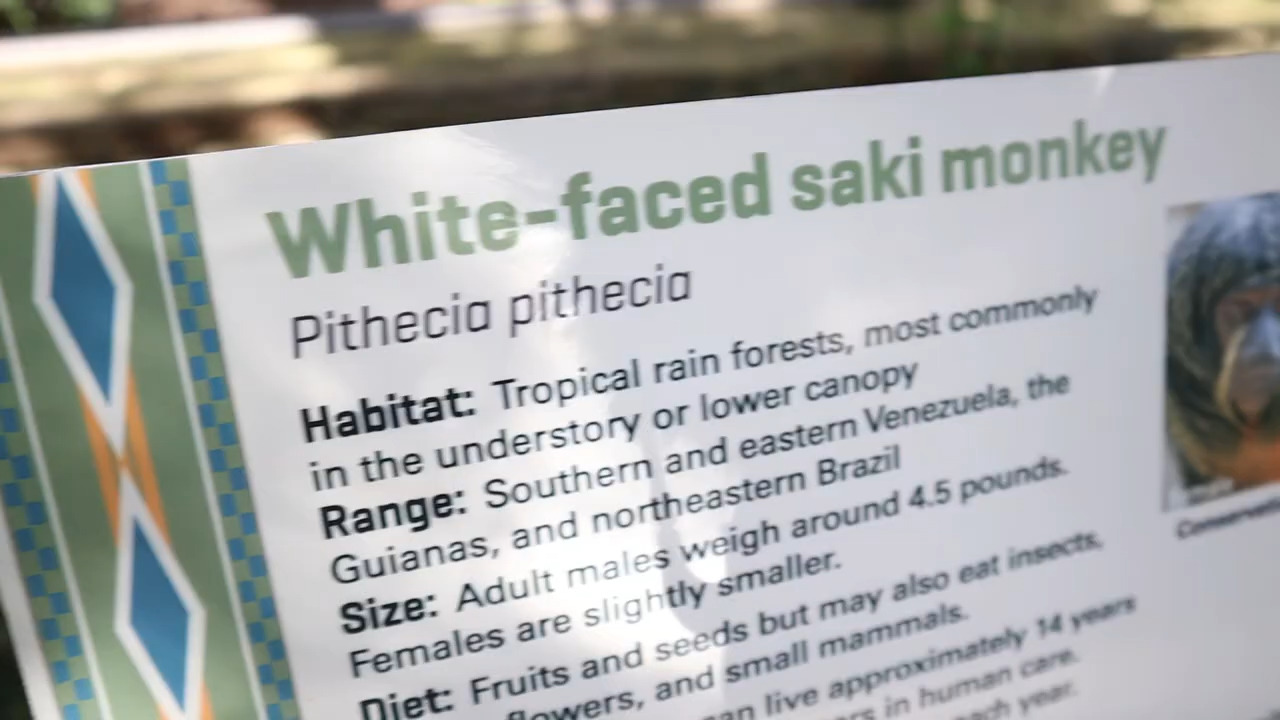 White-faced saki monkey
Pithecia pithecia
Habitat: Tropical rain forests, most commonly
in the understory or lower canopy
Range: Southern and eastern Venezuela, the
Guianas, and northeastern Brazil
Size: Adult males weigh around 4.5 pounds.
Females are slightly smaller.
Diet: Fruits and seeds but may also eat insects,
flowers, and small mammals.
can live approximately 14 years
in human care.
each year.